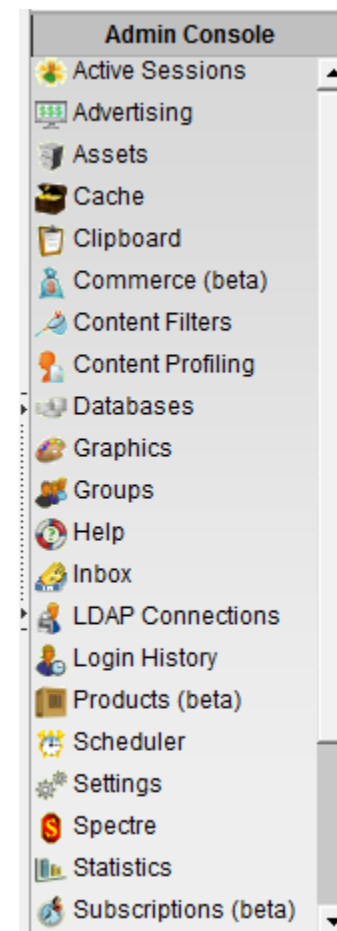 Admin Console
Active Sessions
$$$ Advertising
Assets
Cache
Clipboard
Commerce (beta)
Content Filters
Content Profiling
Databases
Graphics
Groups
? Help
Inbox
LDAP Connections
Login History
Products (beta)
Scheduler
Settings
S Spectre
Statistics
Subscriptions (beta)